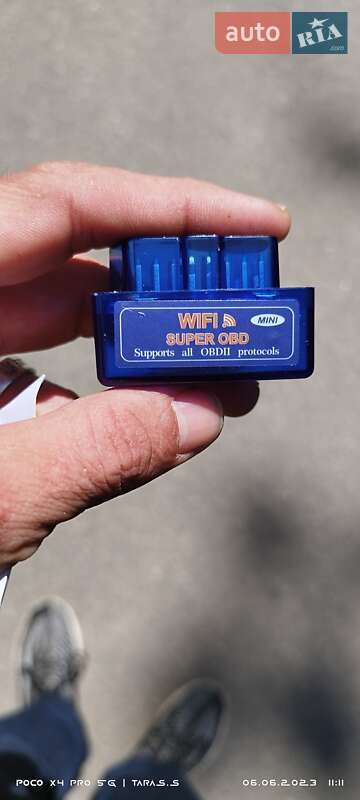 auto RIA
.com
WIFI MINI
SUPER OBD
Supports all OBDII protocols
POCO X4 PRO 5G | TARAS.S 06.06.2023 11:11